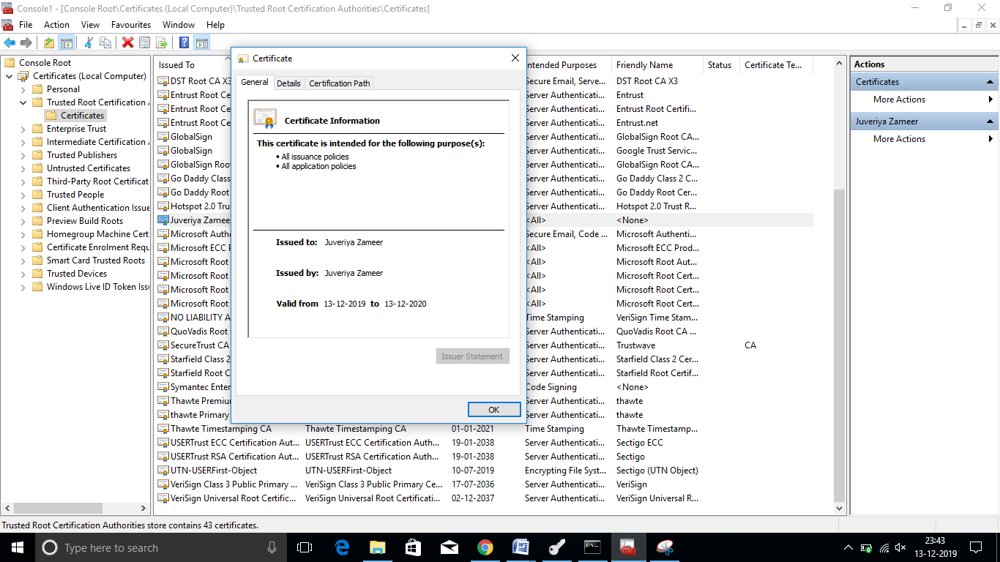 Console1 - [Console Root\Certificates (Local Computer)\Trusted Root Certification Authorities\Certificates]
File Action View Favourites Window Help
Console Root
Certificates (Local Computer)
Personal
Trusted Root Certification
Certificates
Enterprise Trust
Intermediate Certification
Trusted Publishers
Untrusted Certificates
Third-Party Root Certificat
Trusted People
Client Authentication Issue
Preview Build Roots
Homegroup Machine Cert
Certificate Enrolment Requ
Smart Card Trusted Roots
Trusted Devices
Windows Live ID Token Issu
Issued To ntended Purposes Friendly Name Status Certificate Te...
DST Root CA X3 Secure Email, Serve... DST Root CA X3
Entrust Root Ce Server Authenticati... Entrust
Entrust Root Ce Server Authenticati... Entrust Root Certifi...
Entrust Root Ce Server Authenticati... Entrust.net
GlobalSign Server Authenticati... GlobalSign Root CA...
GlobalSign Server Authenticati... Google Trust Servic...
GlobalSign Root Server Authenticati... GlobalSign Root CA...
Go Daddy Class Server Authenticati... Go Daddy Class 2 C...
Go Daddy Root Server Authenticati... Go Daddy Root Cer...
Hotspot 2.0 Tru Server Authenticati... Hotspot 2.0 Trust R...
Juveriya Zamee <All> <None>
Microsoft Auth Secure Email, Code ... Microsoft Authenti...
Microsoft ECC P <All> Microsoft ECC Prod...
Microsoft Root <All> Microsoft Root Aut...
Microsoft Root <All> Microsoft Root Cert...
Microsoft Root <All> Microsoft Root Cert...
Microsoft Root <All> Microsoft Root Cert...
NO LIABILITY A Time Stamping VeriSign Time Stam...
QuoVadis Root Server Authenticati... QuoVadis Root CA ...
SecureTrust CA Server Authenticati... Trustwave CA
Starfield Class 2 Server Authenticati... Starfield Class 2 Cer...
Starfield Root C Server Authenticati... Starfield Root Certif...
Symantec Enter Code Signing <None>
Thawte Premiu Server Authenticati... thawte
thawte Primary Server Authenticati... thawte
Thawte Timestamping CA Thawte Timestamping CA 01-01-2021 Time Stamping Thawte Timestamp...
USERTrust ECC Certification Aut... USERTrust ECC Certification Auth... 19-01-2038 Server Authenticati... Sectigo ECC
USERTrust RSA Certification Aut... USERTrust RSA Certification Auth... 19-01-2038 Server Authenticati... Sectigo
UTN-USERFirst-Object UTN-USERFirst-Object 10-07-2019 Encrypting File Syst... Sectigo (UTN Object)
VeriSign Class 3 Public Primary ... VeriSign Class 3 Public Primary Ce... 17-07-2036 Server Authenticati... VeriSign
VeriSign Universal Root Certific... VeriSign Universal Root Certificati... 02-12-2037 Server Authenticati... VeriSign Universal R...
Certificate
General Details Certification Path
Certificate Information
This certificate is intended for the following purpose(s):
• All issuance policies
• All application policies
Issued to: Juveriya Zameer
Issued by: Juveriya Zameer
Valid from 13-12-2019 to 13-12-2020
Issuer Statement
OK
Actions
Certificates
More Actions
Juveriya Zameer
More Actions
Trusted Root Certification Authorities store contains 43 certificates.
Type here to search
23:43
13-12-2019